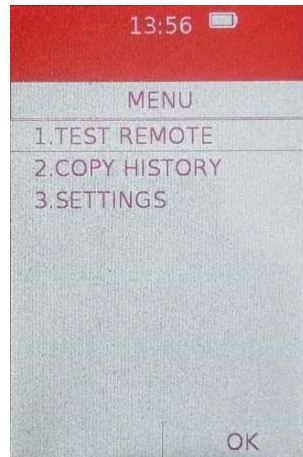 13:56
MENU
1.TEST REMOTE
2.COPY HISTORY
3.SETTINGS
OK